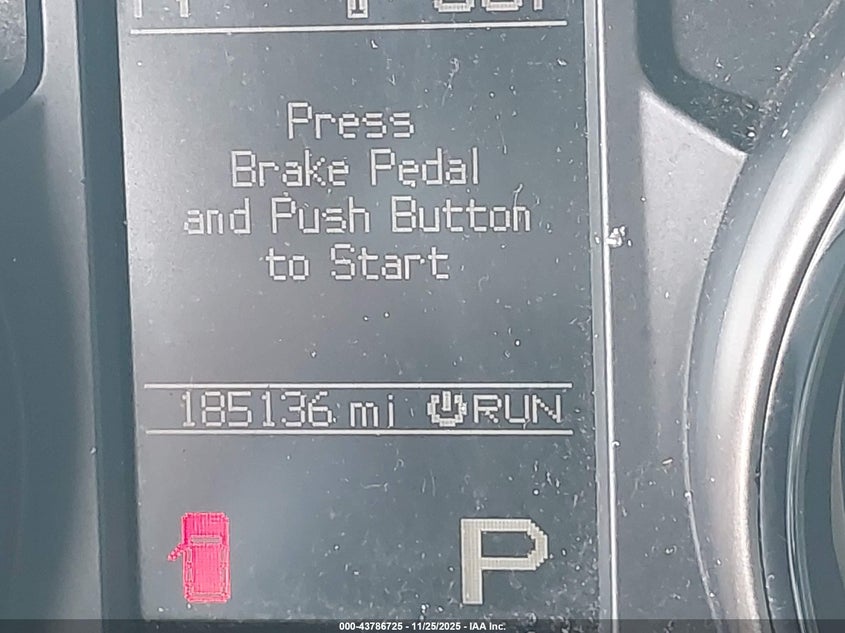 Press
Brake Pedal
and Push Button
to Start
185136 mi RUN
P
000-43786725 - 11/25/2025 - IAA Inc.